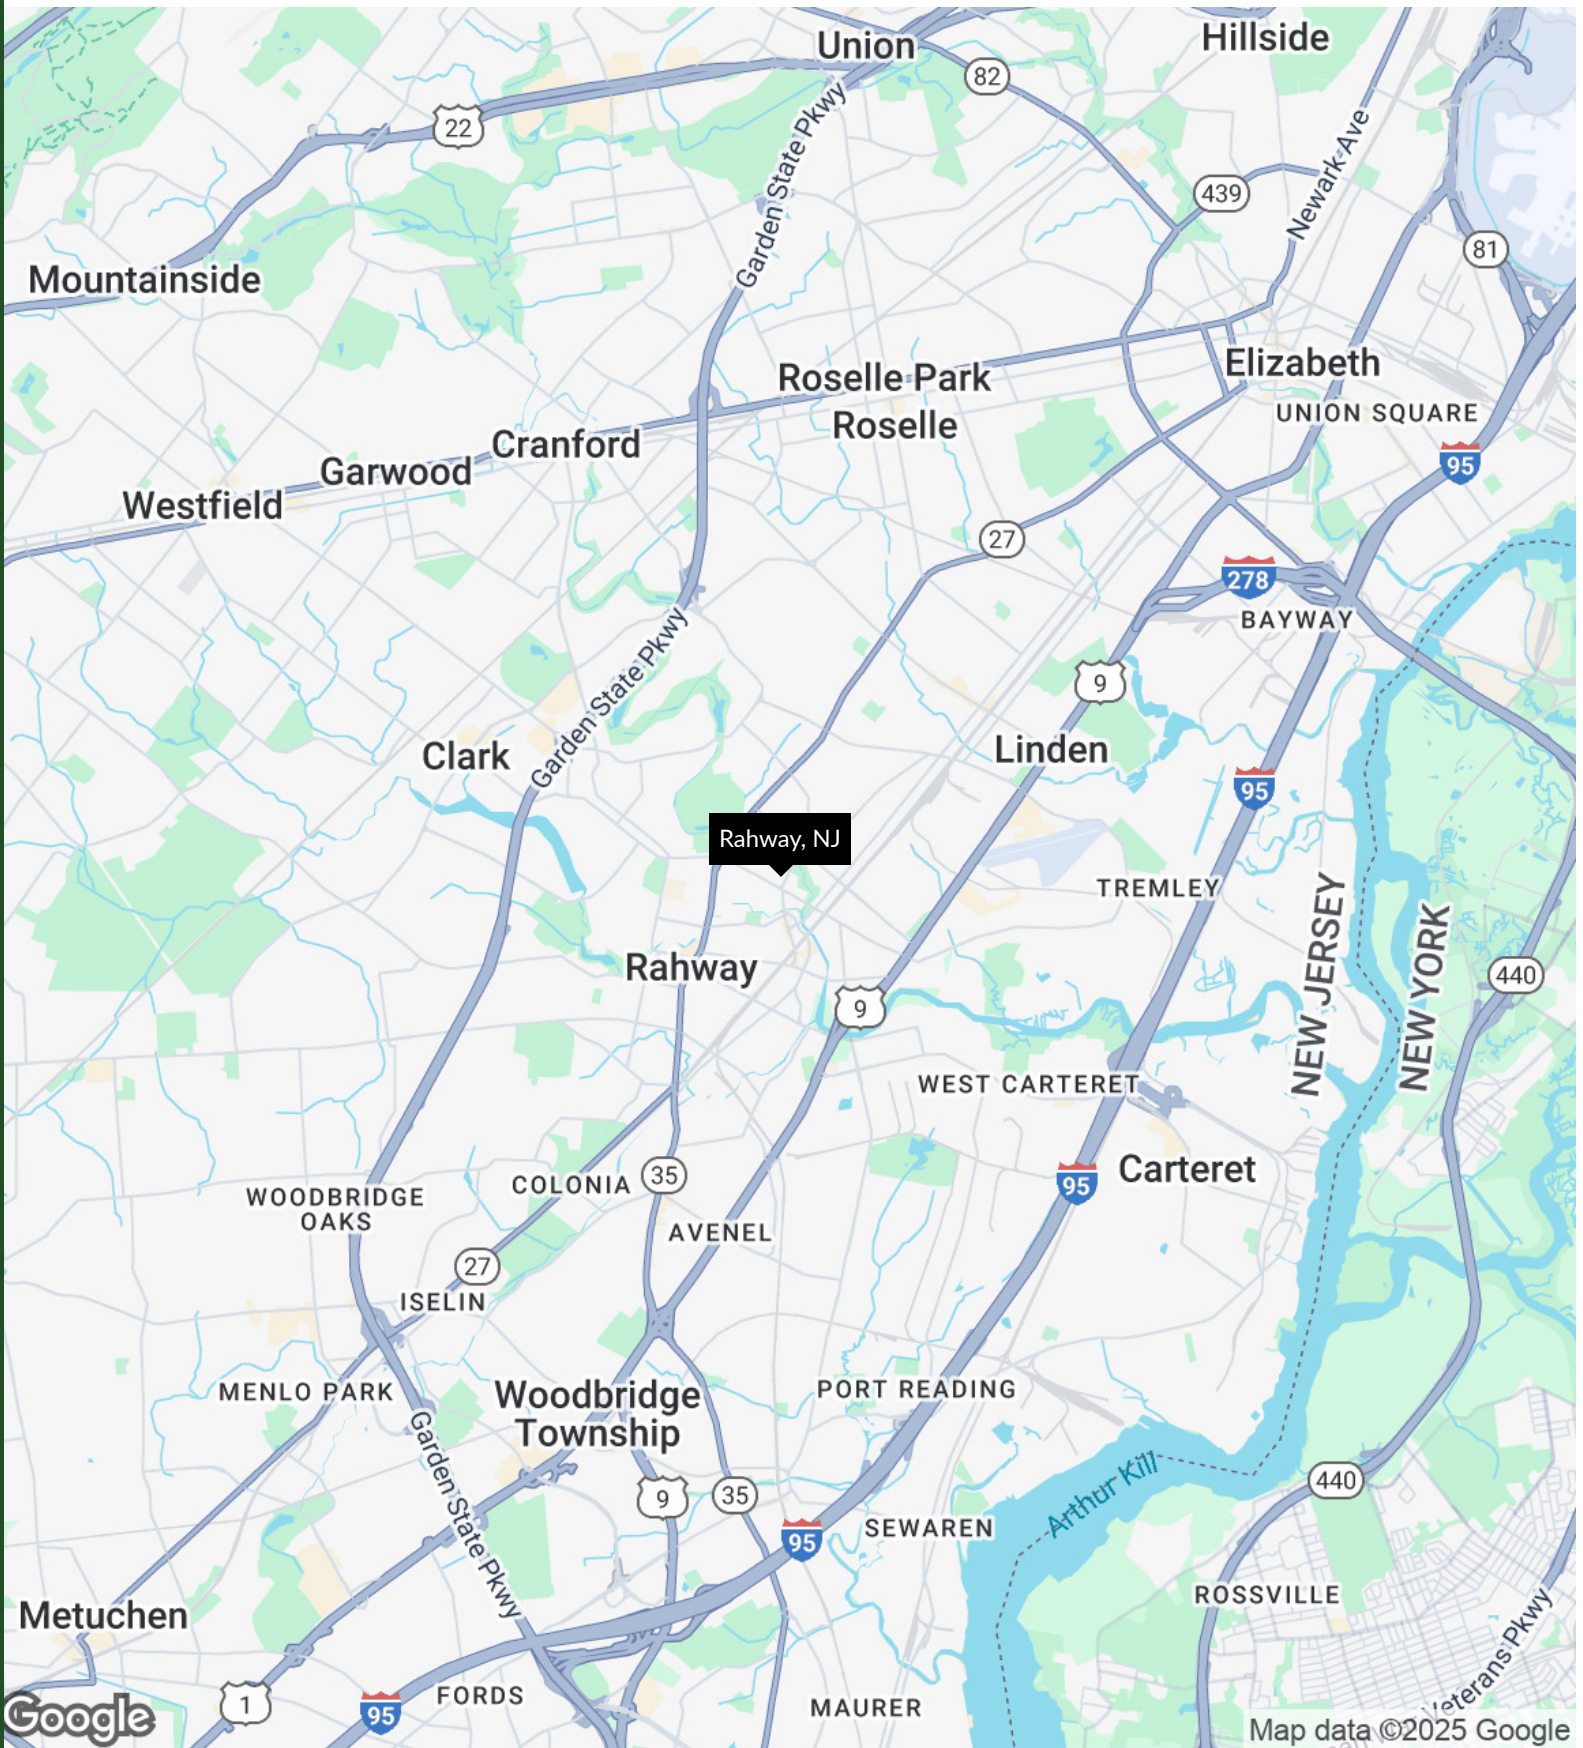 Union
Hillside
82
22
Garden State Pkwy
Newark Ave
439
81
Mountainside
Elizabeth
Roselle Park
UNION SQUARE
Roselle
Cranford
95
Garwood
Westfield
27
278
BAYWAY
Garden State Pkwy
9
Linden
Clark
95
Rahway, NJ
TREMLEY
NEW JERSEY
NEW YORK
Rahway
440
9
WEST CARTERET
Carteret
COLONIA
35
95
WOODBRIDGE
OAKS
AVENEL
27
ISELIN
MENLO PARK
Woodbridge
Township
PORT READING
Garden State Pkwy
Arthur Kill
440
9
35
SEWAREN
95
ROSSVILLE
Metuchen
Veterans Pkwy
FORDS
1
95
MAURER
Google
Map data ©2025 Google